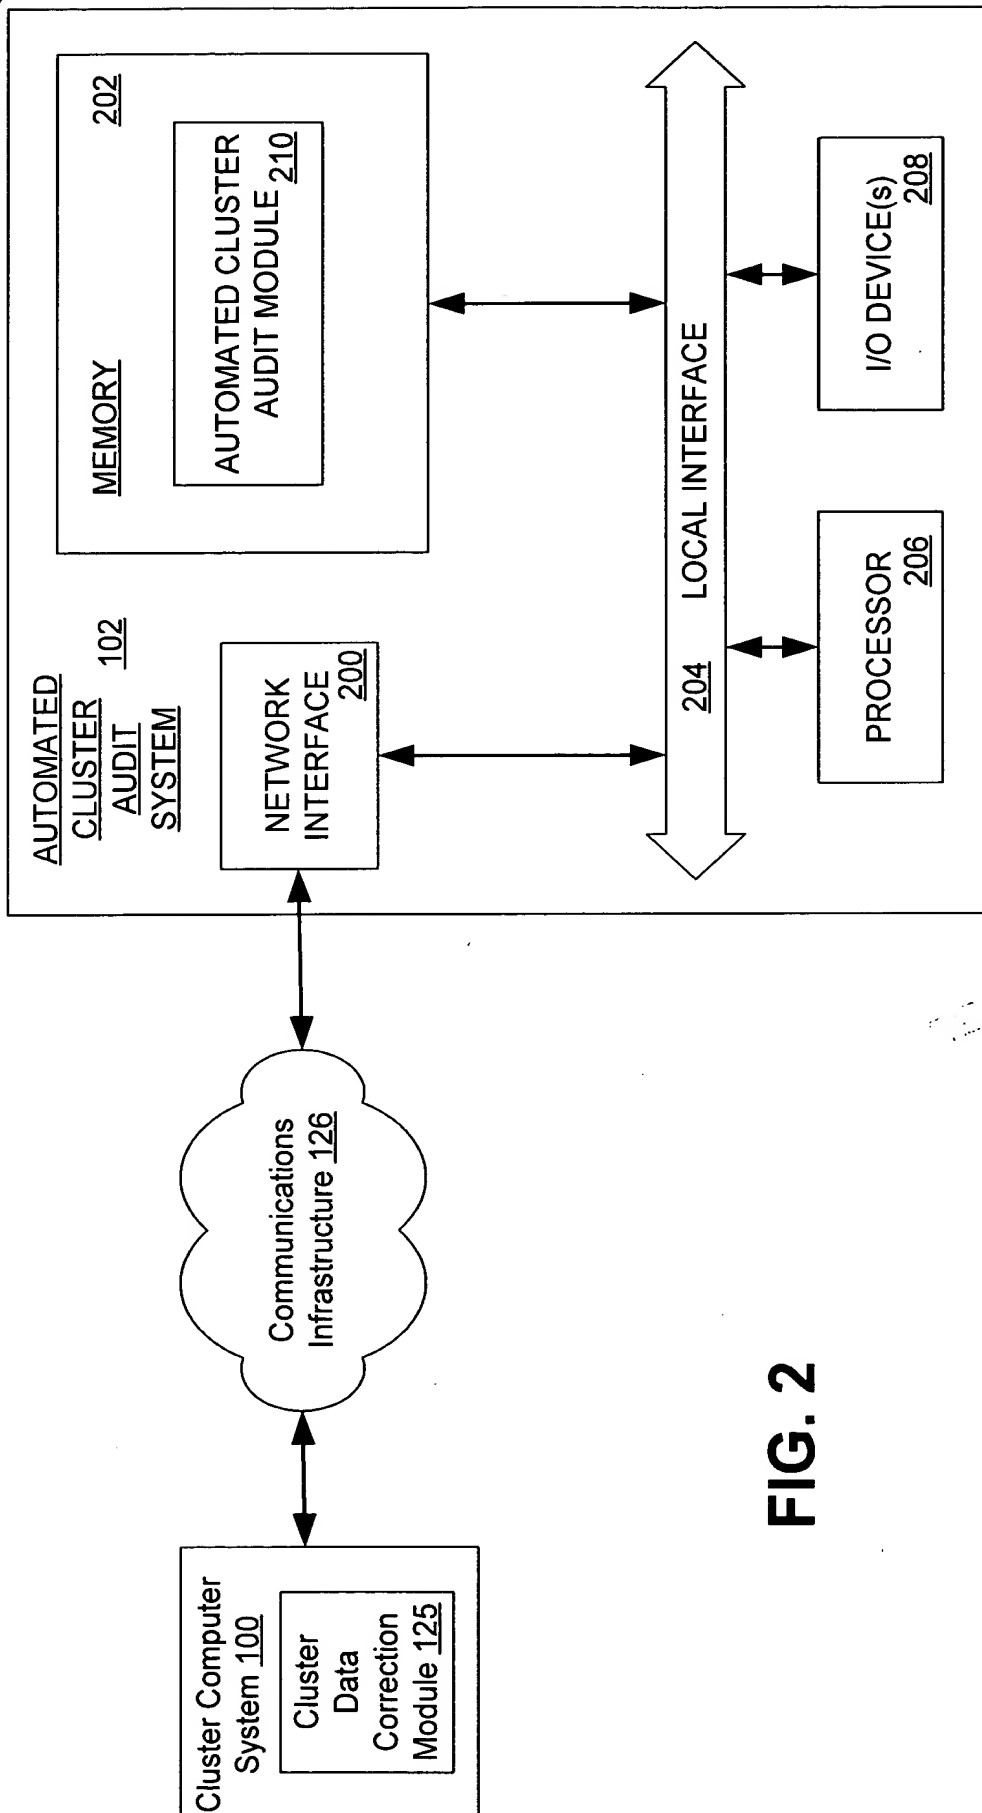 Cluster Computer
System 100
Cluster
Data
Correction
Module 125
Communications
Infrastructure 126
AUTOMATED
CLUSTER
AUDIT
SYSTEM
102
NETWORK
INTERFACE
200
MEMORY
202
AUTOMATED CLUSTER
AUDIT MODULE
210
204
LOCAL INTERFACE
PROCESSOR
206
I/O DEVICE(s)
208
FIG. 2